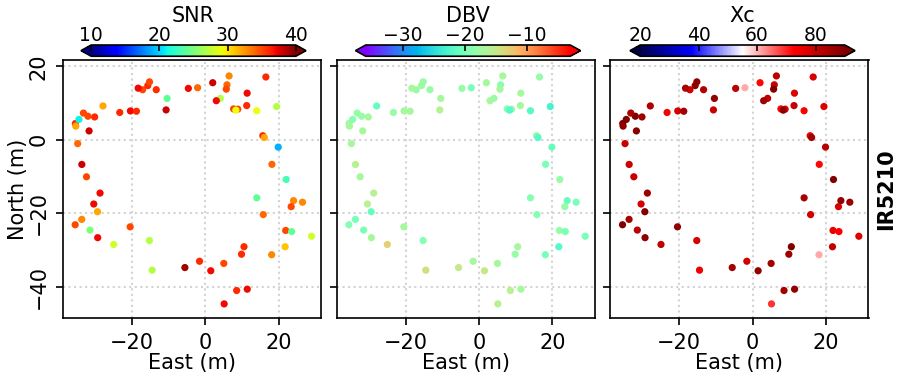 SNR DBV Xc
10 20 30 40 −30 −20 −10 20 40 60 80
20
0
−20
−40
North (m)
−20 0 20 −20 0 20 −20 0 20
East (m) East (m) East (m)
IR5210